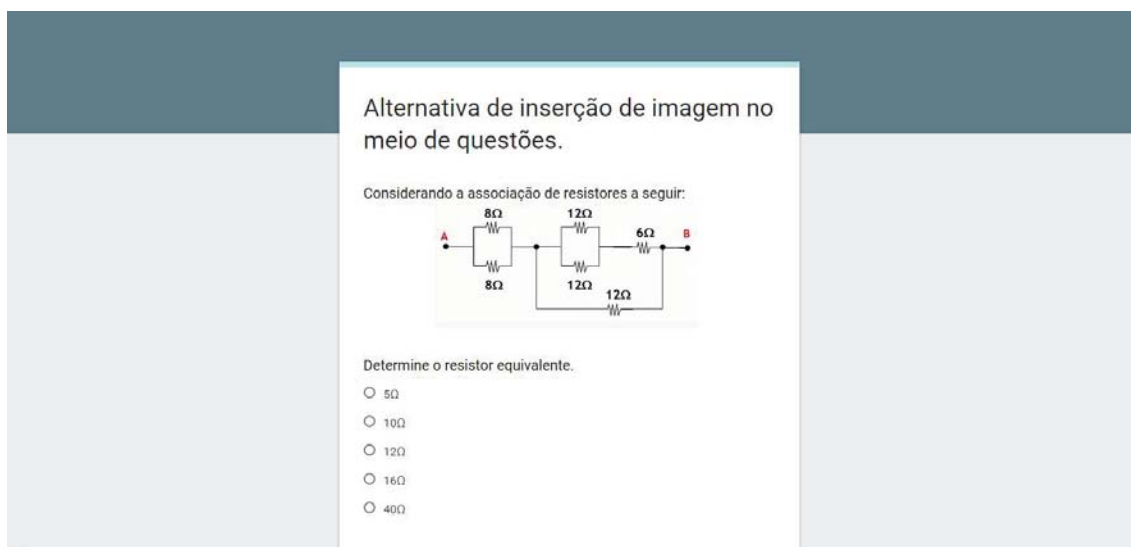 Alternativa de inserção de imagem no
meio de questões.
Considerando a associação de resistores a seguir:
8Ω 12Ω
A 6Ω B
8Ω 12Ω
12Ω
Determine o resistor equivalente.
5Ω
10Ω
12Ω
16Ω
40Ω